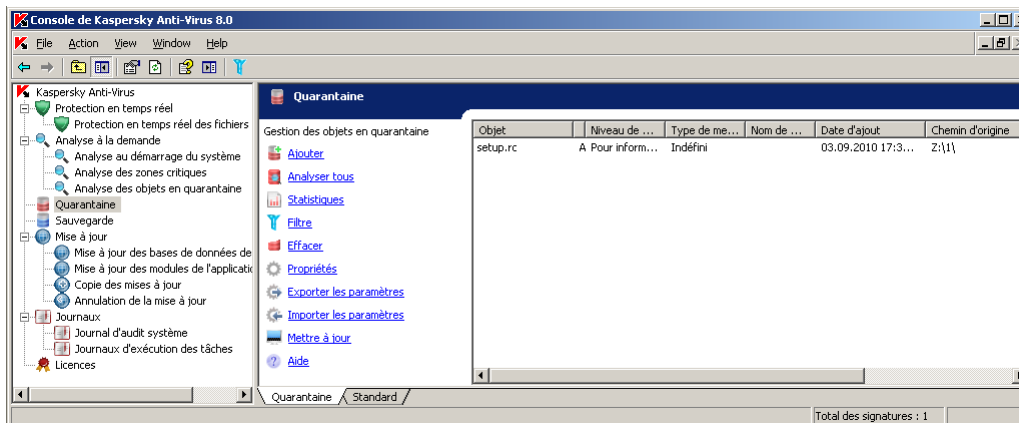 Console de Kaspersky Anti-Virus 8.0
File Action View Window Help
Kaspersky Anti-Virus
Protection en temps réel
Protection en temps réel des fichiers
Analyse à la demande
Analyse au démarrage du système
Analyse des zones critiques
Analyse des objets en quarantaine
Quarantaine
Sauvegarde
Mise à jour
Mise à jour des bases de données de
Mise à jour des modules de l'applicatio
Copie des mises à jour
Annulation de la mise à jour
Journaux
Journal d'audit système
Journaux d'exécution des tâches
Licences
Quarantaine
Gestion des objets en quarantaine
Ajouter
Analyser tous
Statistiques
Filtre
Effacer
Propriétés
Exporter les paramètres
Importer les paramètres
Mettre à jour
Aide
Objet Niveau de ... Type de me... Nom de ... Date d'ajout Chemin d'origine
setup.rc A Pour inform... Indéfini 03.09.2010 17:3... Z:\1\
Quarantaine Standard
Total des signatures : 1